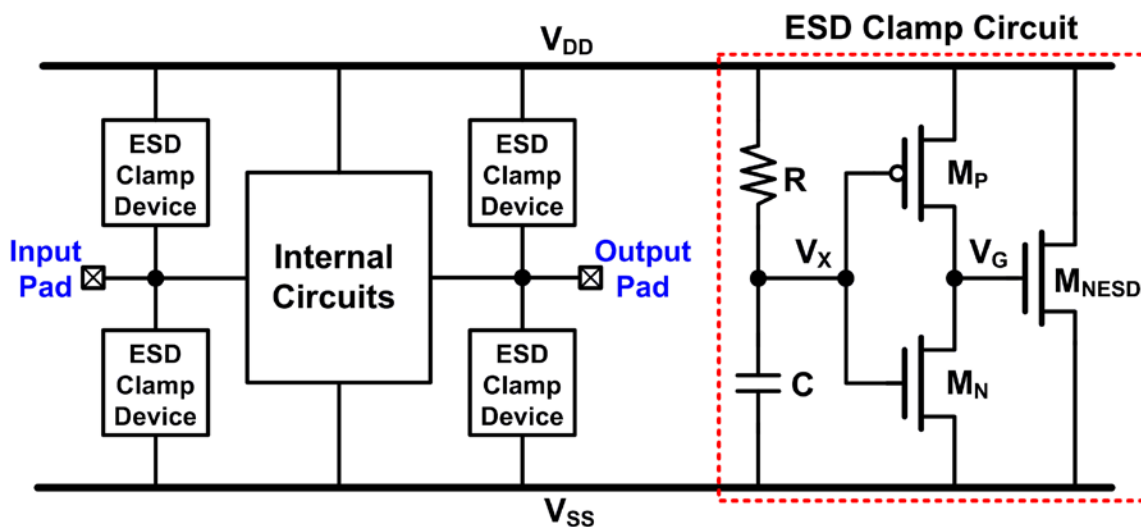 ESD Clamp Circuit
VDD
ESD
Clamp
Device
ESD
Clamp
Device
R
MP
Input
Pad
Internal
Circuits
Output
Pad
VX
VG
MNESD
ESD
Clamp
Device
ESD
Clamp
Device
C
MN
VSS